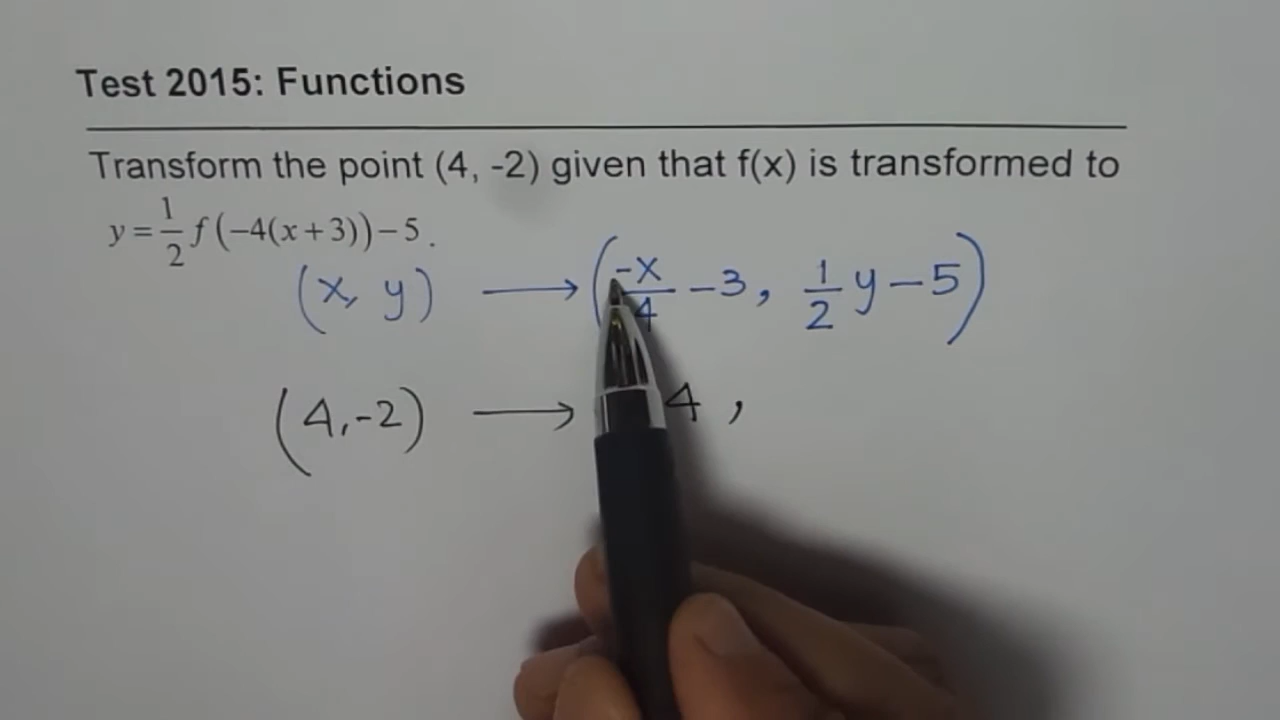 Test 2015: Functions
Transform the point (4, -2) given that f(x) is transformed to
y = 1/2 f(-4(x+3)) - 5.
(x, y) → (-x/4 - 3, 1/2 y - 5)
(4, -2) → 4 ,